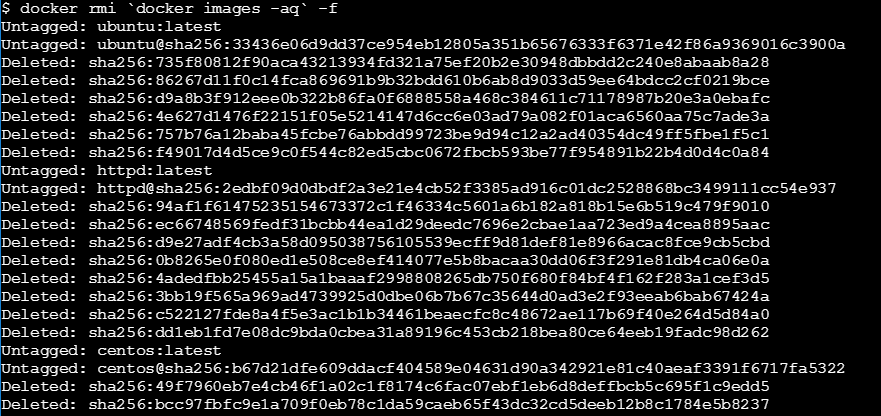 $ docker rmi `docker images -aq` -f
Untagged: ubuntu:latest
Untagged: ubuntu@sha256:33436e06d9dd37ce954eb12805a351b65676333f6371e42f86a9369016c3900a
Deleted: sha256:735f80812f90aca43213934fd321a75ef20b2e30948dbbdd2c240e8abaab8a28
Deleted: sha256:86267d11f0c14fca869691b9b32bdd610b6ab8d9033d59ee64bdcc2cf0219bce
Deleted: sha256:d9a8b3f912eee0b322b86fa0f6888558a468c384611c71178987b20e3a0ebafc
Deleted: sha256:4e627d1476f22151f05e5214147d6cc6e03ad79a082f01aca6560aa75c7ade3a
Deleted: sha256:757b76a12baba45fcbe76abbdd99723be9d94c12a2ad40354dc49ff5fbe1f5c1
Deleted: sha256:f49017d4d5ce9c0f544c82ed5cbc0672fbcb593be77f954891b22b4d0d4c0a84
Untagged: httpd:latest
Untagged: httpd@sha256:2edbf09d0dbdf2a3e21e4cb52f3385ad916c01dc2528868bc3499111cc54e937
Deleted: sha256:94af1f61475235154673372c1f46334c5601a6b182a818b15e6b519c479f9010
Deleted: sha256:ec66748569fedf31bcbb44ea1d29deedc7696e2cbae1aa723ed9a4cea8895aac
Deleted: sha256:d9e27adf4cb3a58d095038756105539ecff9d81def81e8966acac8fce9cb5cbd
Deleted: sha256:0b8265e0f080ed1e508ce8ef414077e5b8bacaa30dd06f3f291e81db4ca06e0a
Deleted: sha256:4adedfbb25455a15a1baaaf2998808265db750f680f84bf4f162f283a1cef3d5
Deleted: sha256:3bb19f565a969ad4739925d0dbe06b7b67c35644d0ad3e2f93eeab6bab67424a
Deleted: sha256:c522127fde8a4f5e3ac1b1b34461beaecfc8c48672ae117b69f40e264d5d84a0
Deleted: sha256:dd1eb1fd7e08dc9bda0cbea31a89196c453cb218bea80ce64eeb19fadc98d262
Untagged: centos:latest
Untagged: centos@sha256:b67d21dfe609ddacf404589e04631d90a342921e81c40aeaf3391f6717fa5322
Deleted: sha256:49f7960eb7e4cb46f1a02c1f8174c6fac07ebf1eb6d8deffbcb5c695f1c9edd5
Deleted: sha256:bcc97fbfc9e1a709f0eb78c1da59caeb65f43dc32cd5deeb12b8c1784e5b8237